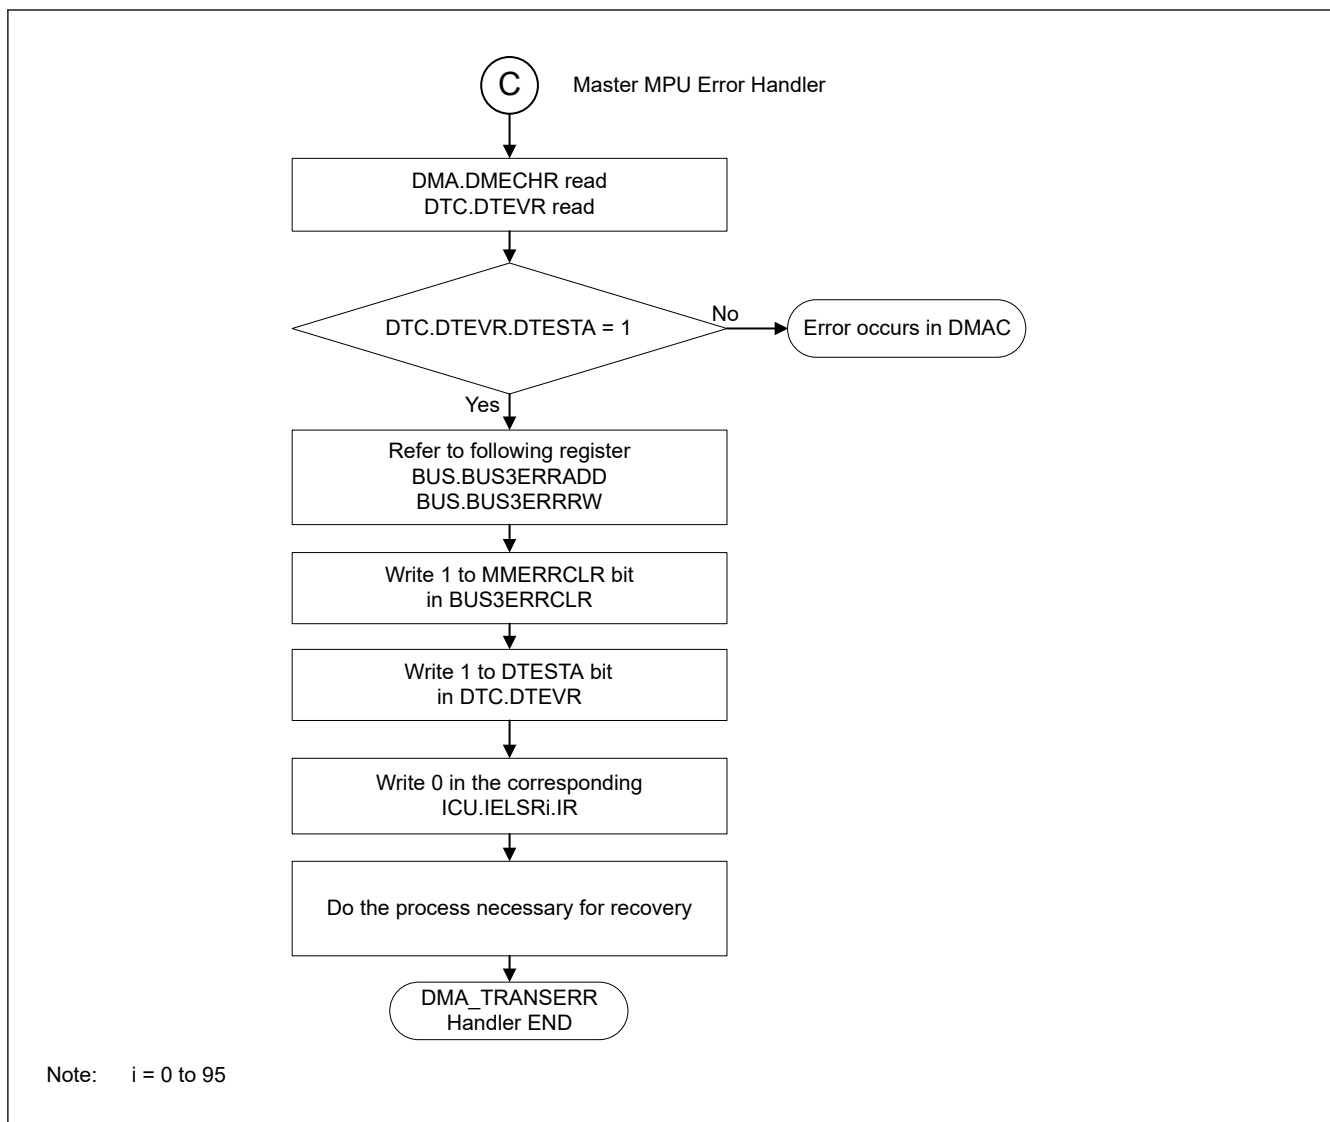 C
Master MPU Error Handler
DMA.DMECHR read
DTC.DTEVR read
DTC.DTEVR.DTESTA = 1
No
Error occurs in DMAC
Yes
Refer to following register
BUS.BUS3ERRADD
BUS.BUS3ERRRW
Write 1 to MMERRCLR bit
in BUS3ERRCLR
Write 1 to DTESTA bit
in DTC.DTEVR
Write 0 in the corresponding
ICU.IELSRi.IR
Do the process necessary for recovery
DMA_TRANSERR
Handler END
Note: i = 0 to 95